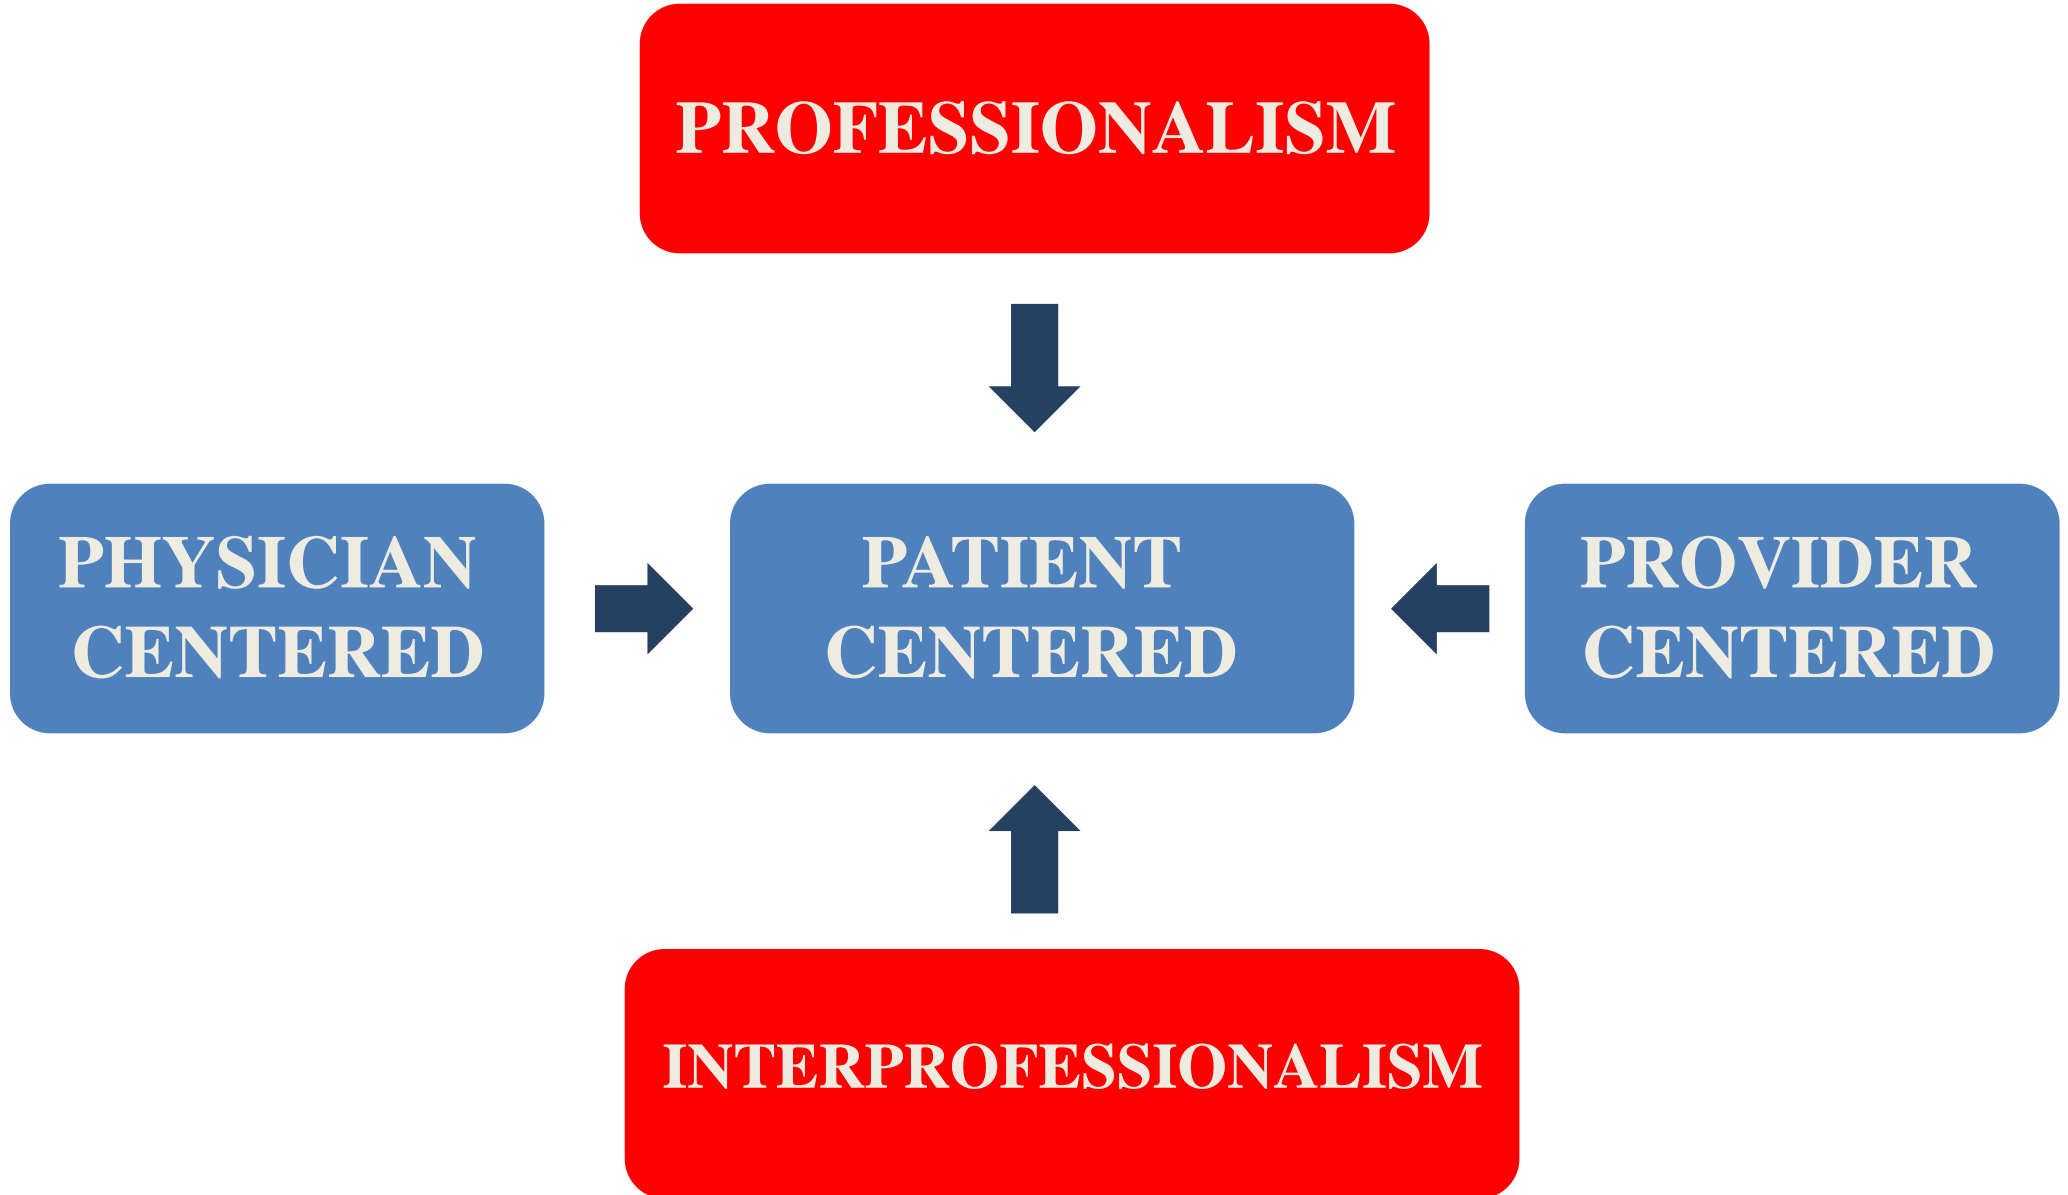 PROFESSIONALISM
PHYSICIAN
CENTERED
PATIENT
CENTERED
PROVIDER
CENTERED
INTERPROFESSIONALISM